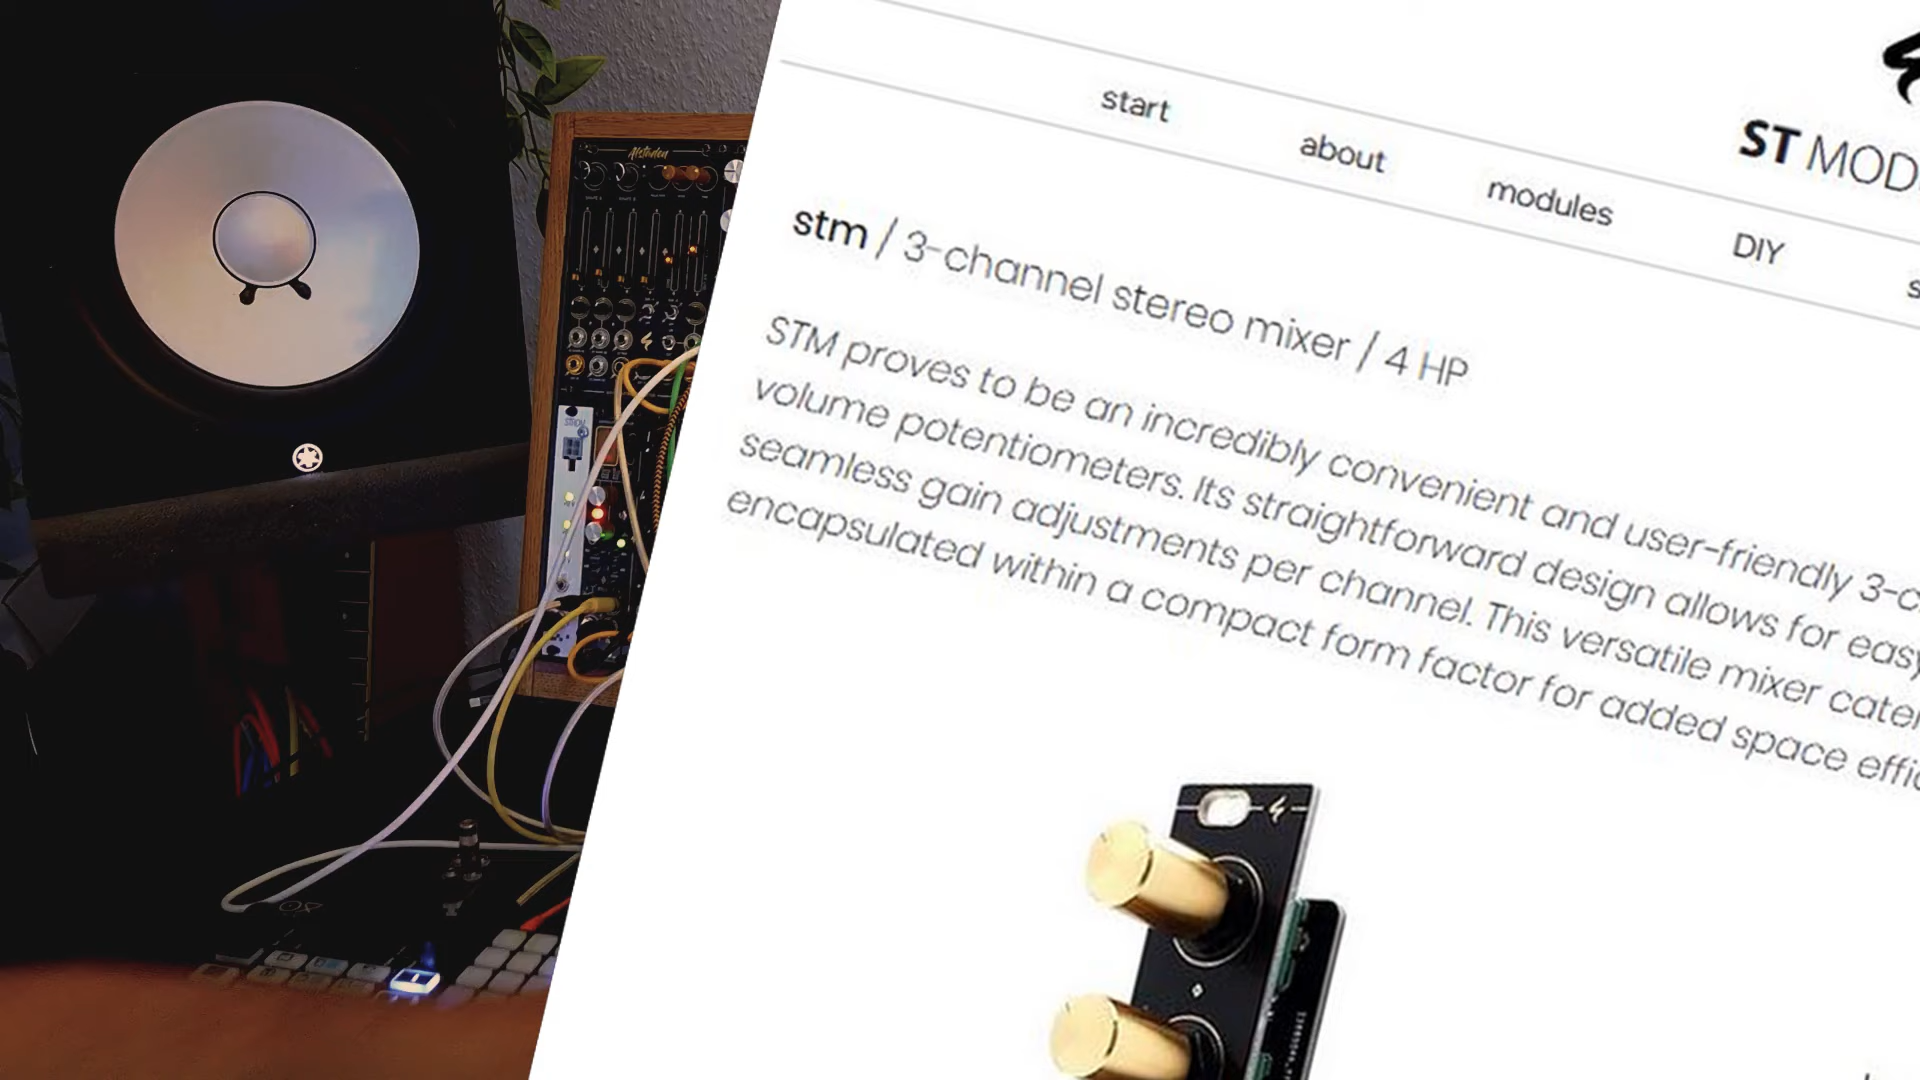 ST MOD
start
about
modules
DIY
s
stm / 3-channel stereo mixer / 4 HP
STM proves to be an incredibly convenient and user-friendly 3-c
volume potentiometers. Its straightforward design allows for easy
seamless gain adjustments per channel. This versatile mixer cater
encapsulated within a compact form factor for added space effic
Alstaden